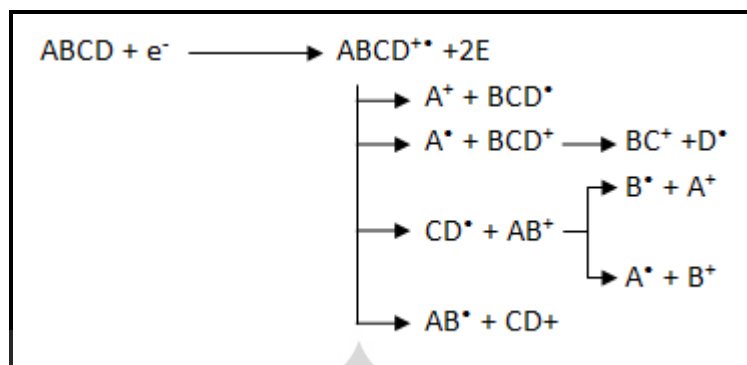 ABCD + e⁻ ⟶ ABCD⁺• +2E
A⁺ + BCD•
A• + BCD⁺ ⟶ BC⁺ +D•
B• + A⁺
CD• + AB⁺
A• + B⁺
AB• + CD+